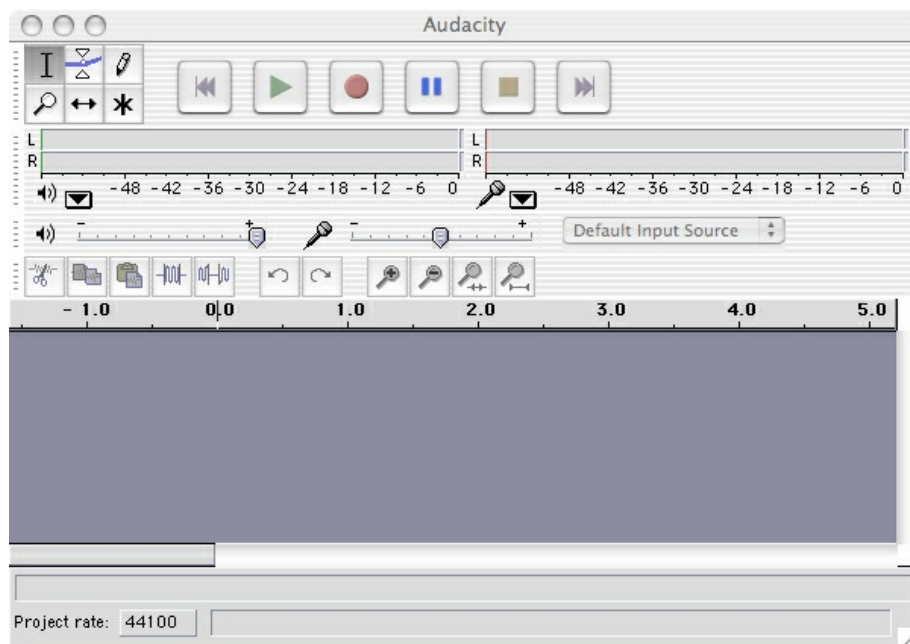 Audacity
L
R
-48 -42 -36 -30 -24 -18 -12 -6 0
L
R
-48 -42 -36 -30 -24 -18 -12 -6 0
- +
- +
Default Input Source
- 1.0 0.0 1.0 2.0 3.0 4.0 5.0
Project rate: 44100